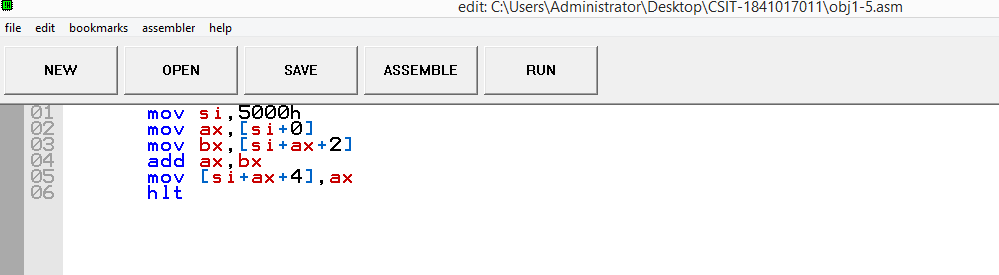 edit: C:\Users\Administrator\Desktop\CSIT-1841017011\obj1-5.asm
file edit bookmarks assembler help
NEW OPEN SAVE ASSEMBLE RUN
01 mov si,5000h
02 mov ax,[si+0]
03 mov bx,[si+ax+2]
04 add ax,bx
05 mov [si+ax+4],ax
06 hlt